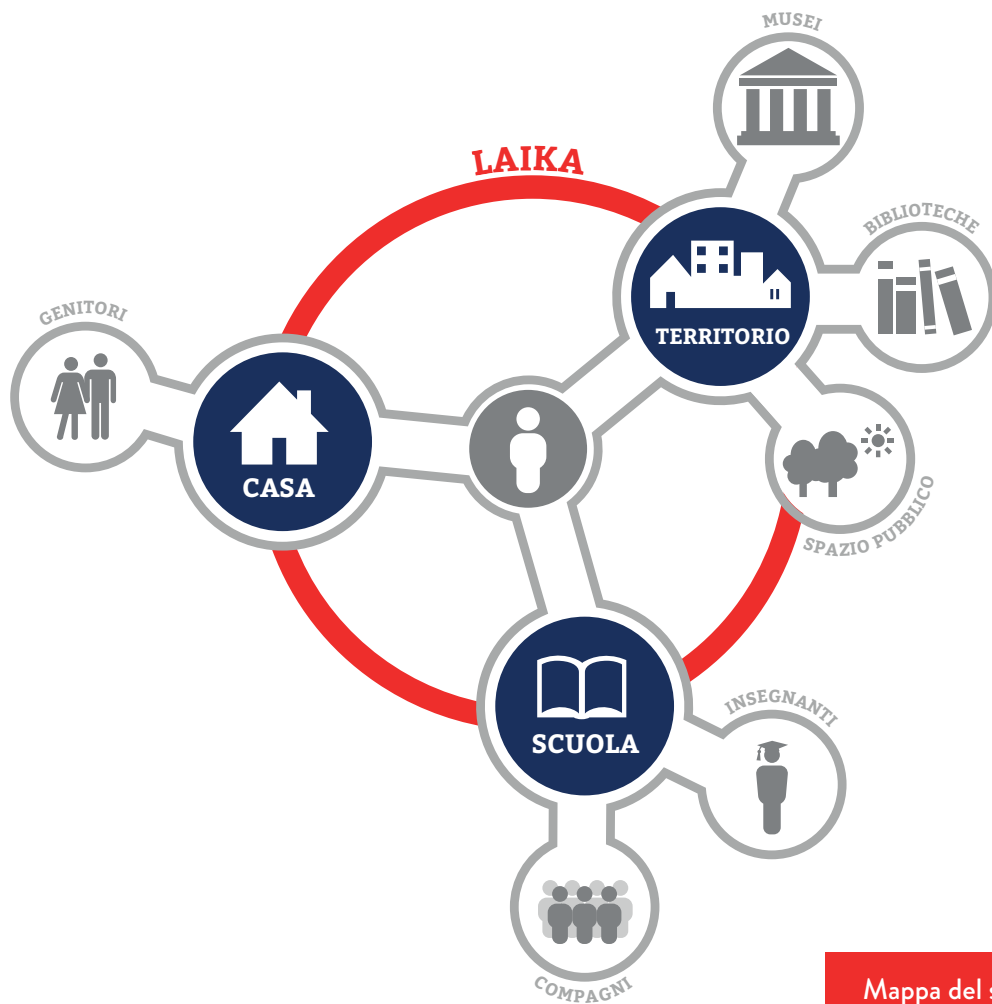 MUSEI
LAIKA
BIBLIOTECHE
TERRITORIO
GENITORI
CASA
SPAZIO PUBBLICO
INSEGNANTI
SCUOLA
COMPAGNI
Mappa del